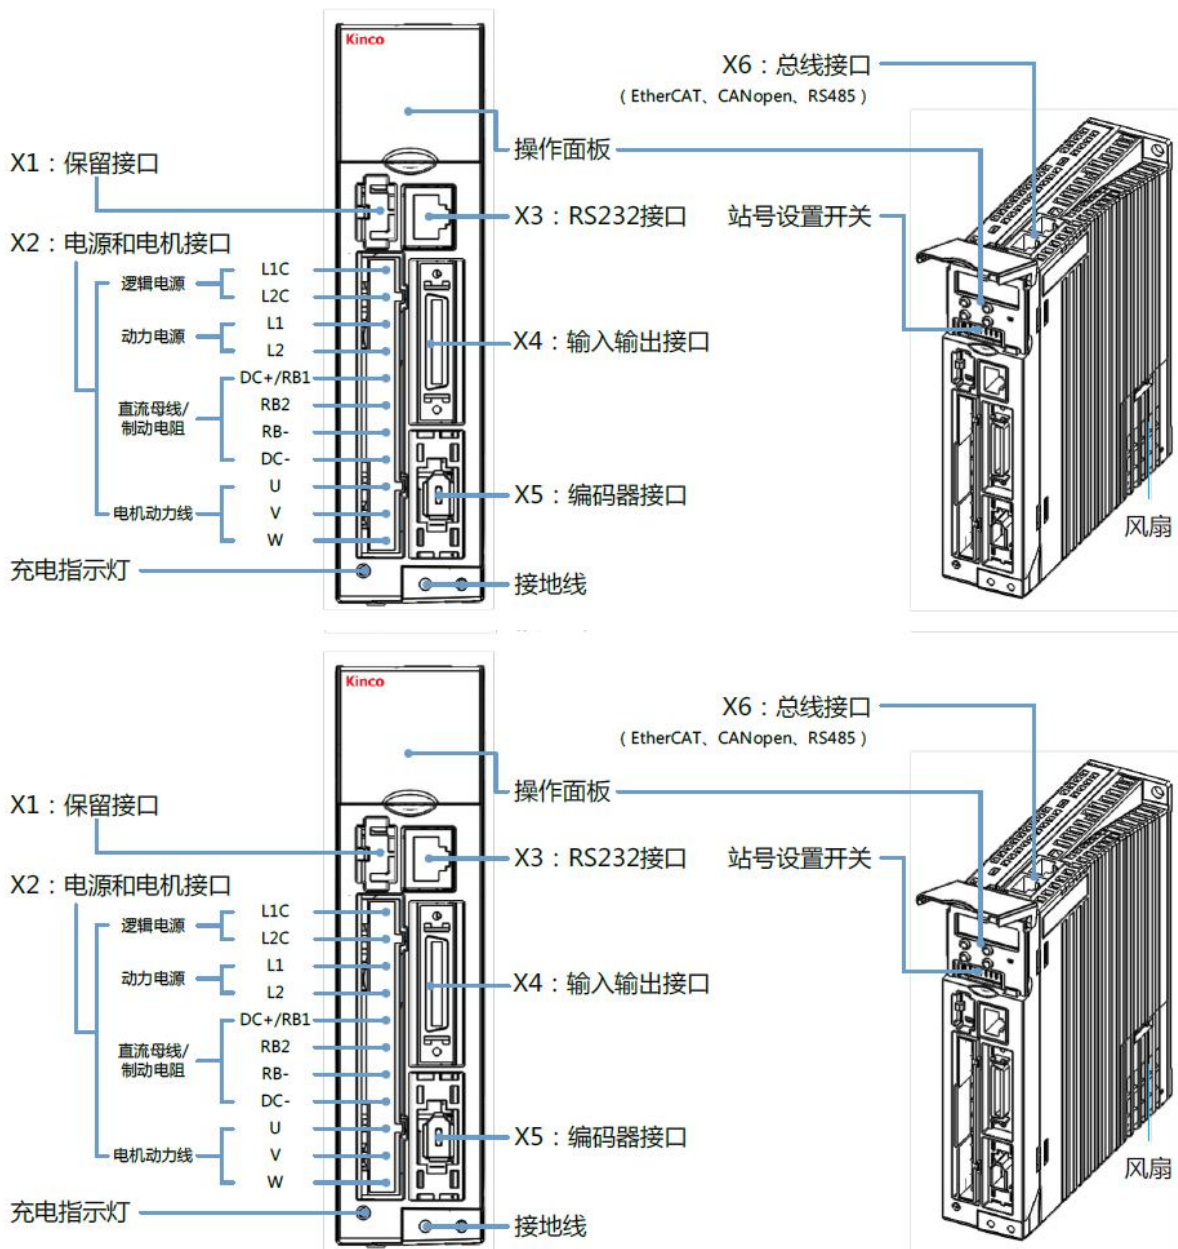 Kinco
X6：总线接口
（EtherCAT、CANopen、RS485）
操作面板
X1：保留接口
X3：RS232接口
站号设置开关
X2：电源和电机接口
L1C
逻辑电源
L2C
L1
动力电源
L2
X4：输入输出接口
DC+/RB1
直流母线/
制动电阻
RB2
RB-
DC-
U
X5：编码器接口
电机动力线
V
W
风扇
充电指示灯
接地线
Kinco
X6：总线接口
（EtherCAT、CANopen、RS485）
操作面板
X1：保留接口
X3：RS232接口
站号设置开关
X2：电源和电机接口
L1C
逻辑电源
L2C
L1
动力电源
L2
X4：输入输出接口
DC+/RB1
直流母线/
制动电阻
RB2
RB-
DC-
U
X5：编码器接口
电机动力线
V
W
风扇
充电指示灯
接地线